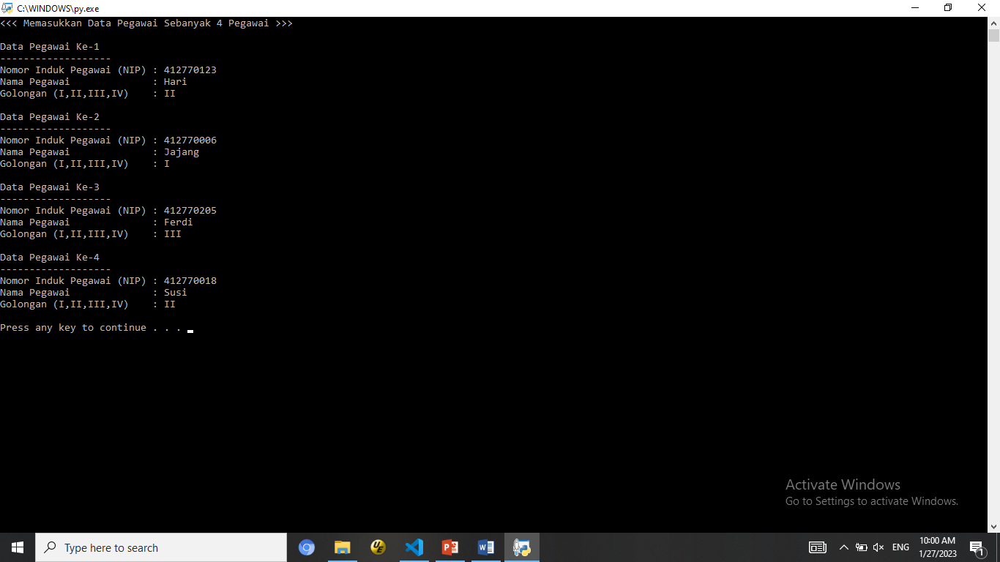 C:\WINDOWS\py.exe
<<< Memasukkan Data Pegawai Sebanyak 4 Pegawai >>>
Data Pegawai Ke-1
-------------------
Nomor Induk Pegawai (NIP) : 412770123
Nama Pegawai              : Hari
Golongan (I,II,III,IV)    : II
Data Pegawai Ke-2
-------------------
Nomor Induk Pegawai (NIP) : 412770006
Nama Pegawai              : Jajang
Golongan (I,II,III,IV)    : I
Data Pegawai Ke-3
-------------------
Nomor Induk Pegawai (NIP) : 412770205
Nama Pegawai              : Ferdi
Golongan (I,II,III,IV)    : III
Data Pegawai Ke-4
-------------------
Nomor Induk Pegawai (NIP) : 412770018
Nama Pegawai              : Susi
Golongan (I,II,III,IV)    : II
Press any key to continue . . .
Activate Windows
Go to Settings to activate Windows.
Type here to search
ENG
10:00 AM
1/27/2023
1